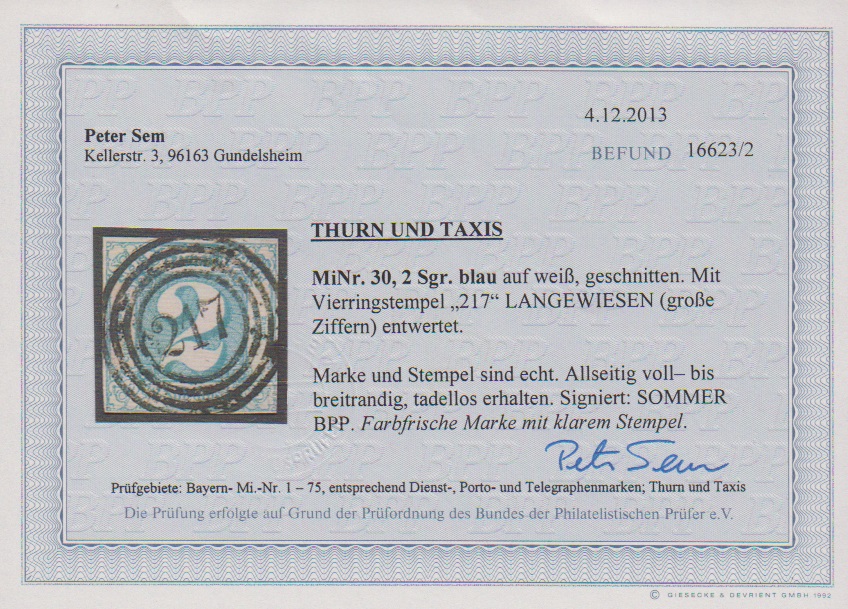 4.12.2013
Peter Sem
Kellerstr. 3, 96163 Gundelsheim
BEFUND 16623/2
THURN UND TAXIS
MiNr. 30, 2 Sgr. blau auf weiß, geschnitten. Mit
Vierringstempel „217“ LANGEWIESEN (große
Ziffern) entwertet.
2
217
Marke und Stempel sind echt. Allseitig voll– bis
breitrandig, tadellos erhalten. Signiert: SOMMER
BPP. Farbfrische Marke mit klarem Stempel.
Peter Sem
Prüfgebiete: Bayern- Mi.-Nr. 1 – 75, entsprechend Dienst-, Porto- und Telegraphenmarken; Thurn und Taxis
Die Prüfung erfolgte auf Grund der Prüfordnung des Bundes der Philatelistischen Prüfer e.V.
© GIESECKE & DEVRIENT GMBH 1992